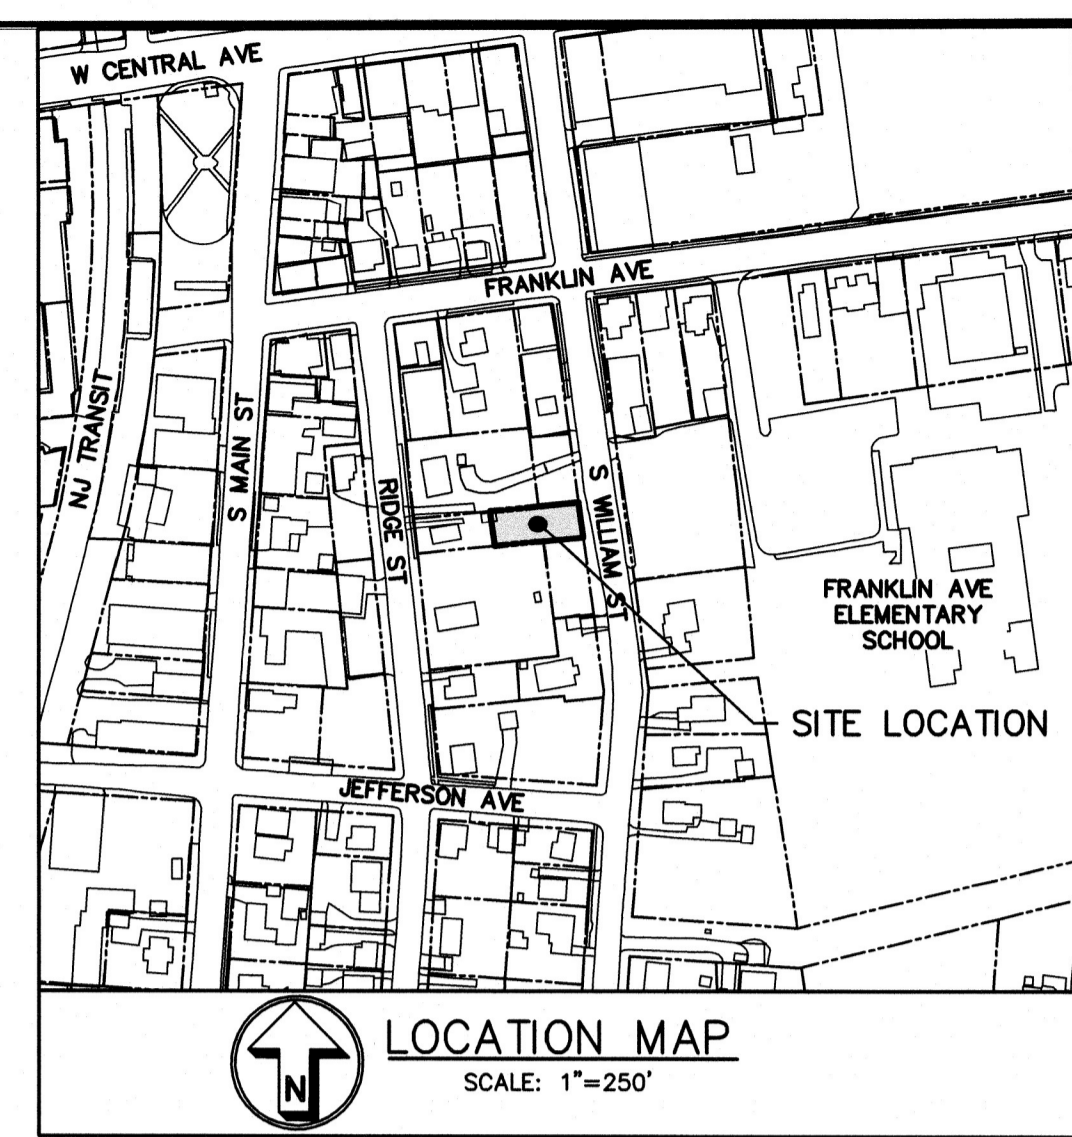 W CENTRAL AVE
FRANKLIN AVE
NJ TRANSIT
S MAIN ST
RIDGE ST
S WILLIAM ST
FRANKLIN AVE
ELEMENTARY
SCHOOL
SITE LOCATION
JEFFERSON AVE
N
LOCATION MAP
SCALE: 1"=250'